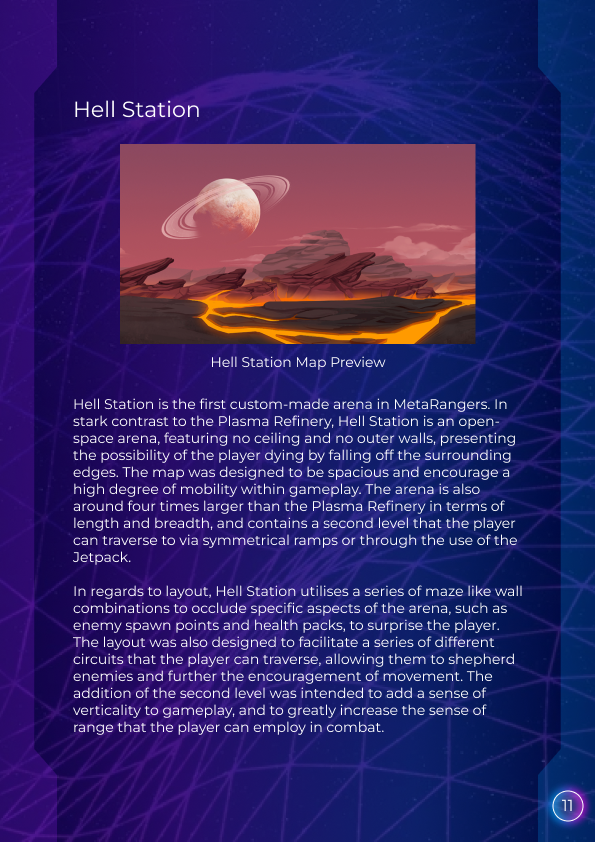 Hell Station
Hell Station Map Preview
Hell Station is the first custom-made arena in MetaRangers. In
stark contrast to the Plasma Refinery, Hell Station is an open-
space arena, featuring no ceiling and no outer walls, presenting
the possibility of the player dying by falling off the surrounding
edges. The map was designed to be spacious and encourage a
high degree of mobility within gameplay. The arena is also
around four times larger than the Plasma Refinery in terms of
length and breadth, and contains a second level that the player
can traverse to via symmetrical ramps or through the use of the
Jetpack.
In regards to layout, Hell Station utilises a series of maze like wall
combinations to occlude specific aspects of the arena, such as
enemy spawn points and health packs, to surprise the player.
The layout was also designed to facilitate a series of different
circuits that the player can traverse, allowing them to shepherd
enemies and further the encouragement of movement. The
addition of the second level was intended to add a sense of
verticality to gameplay, and to greatly increase the sense of
range that the player can employ in combat.
11